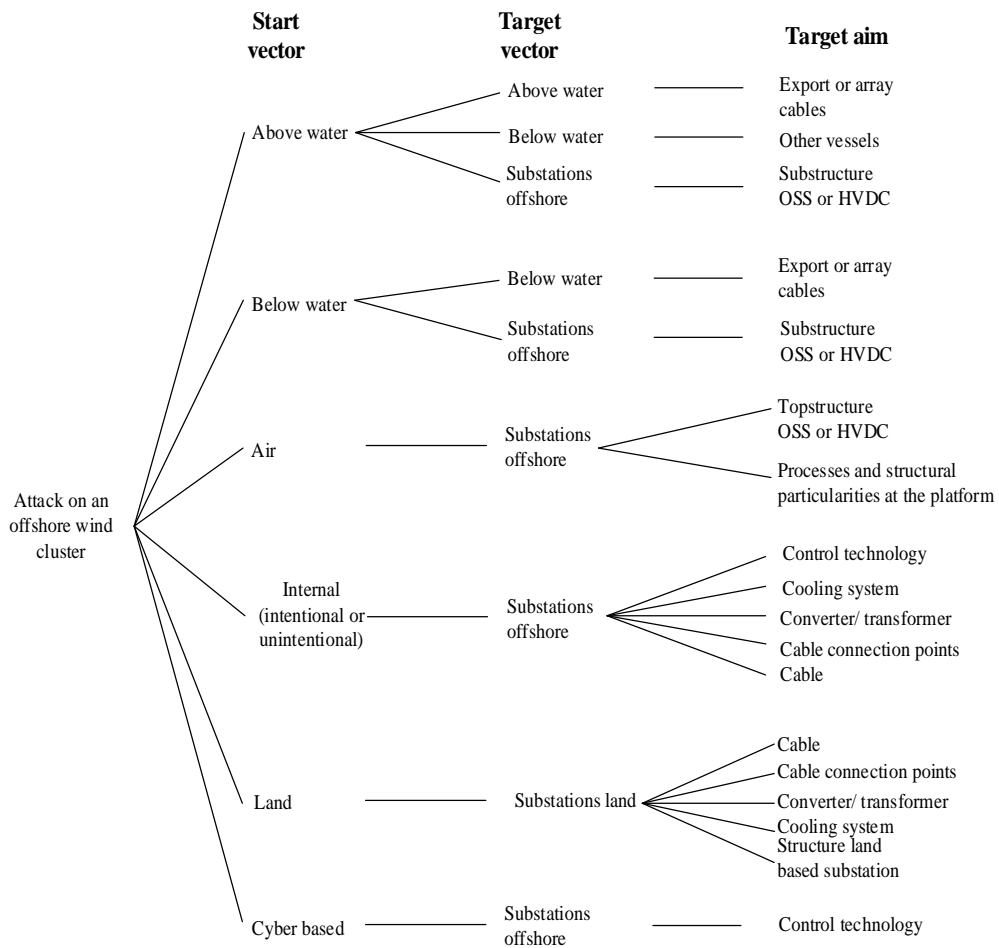 Start
vector
Target
vector
Target aim
Above water
Above water
Export or array
cables
Below water
Other vessels
Substations
offshore
Substructure
OSS or HVDC
Below water
Below water
Export or array
cables
Substations
offshore
Substructure
OSS or HVDC
Air
Substations
offshore
Topstructure
OSS or HVDC
Processes and structural
particularities at the platform
Attack on an
offshore wind
cluster
Internal
(intentional or
unintentional)
Substations
offshore
Control technology
Cooling system
Converter/ transformer
Cable connection points
Cable
Land
Substations land
Cable
Cable connection points
Converter/ transformer
Cooling system
Structure land
based substation
Cyber based
Substations
offshore
Control technology